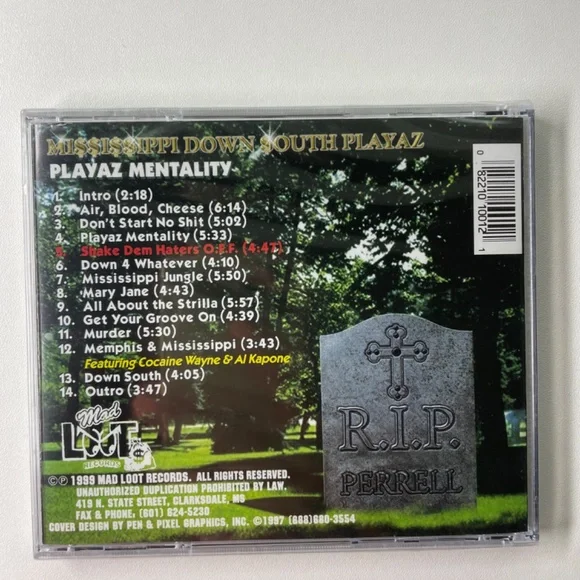 MISSISSIPPI DOWN SOUTH PLAYAZ
PLAYAZ MENTALITY
1. Intro (2:18)
2. Air, Blood, Cheese (6:14)
3. Don't Start No Shit (5:02)
4. Playaz Mentality (5:33)
5. Shake Dem Haters O.E.F. (4:47)
6. Down 4 Whatever (4:10)
7. Mississippi Jungle (5:50)
8. Mary Jane (4:43)
9. All About the Strilla (5:57)
10. Get Your Groove On (4:39)
11. Murder (5:30)
12. Memphis & Mississippi (3:43)
Featuring Cocaine Wayne & Al Kapone
13. Down South (4:05)
14. Outro (3:47)
Mad
LOOT
RECORDS
©℗ 1999 MAD LOOT RECORDS. ALL RIGHTS RESERVED.
UNAUTHORIZED DUPLICATION PROHIBITED BY LAW.
419 N. STATE STREET, CLARKSDALE, MS
FAX & PHONE: (601) 624-5230
COVER DESIGN BY PEN & PIXEL GRAPHICS, INC. ©1997 (888) 680-3554
R.I.P.
PERRELL
0 82210 10012 1